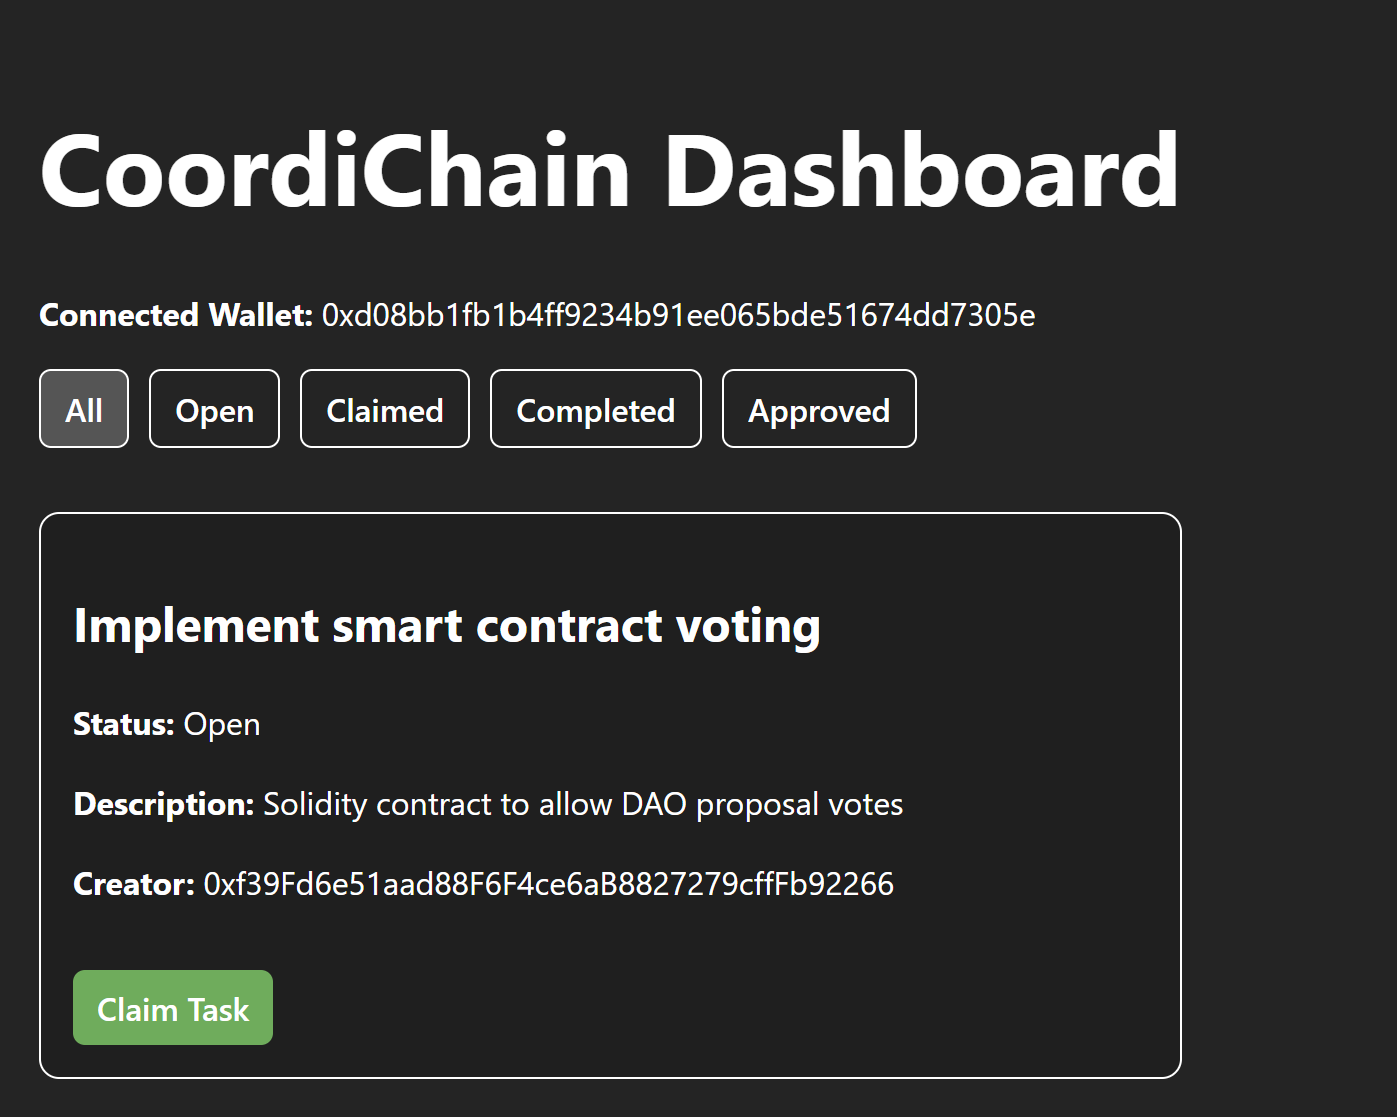 CoordiChain Dashboard
Connected Wallet: 0xd08bb1fb1b4ff9234b91ee065bde51674dd7305e
All Open Claimed Completed Approved
Implement smart contract voting
Status: Open
Description: Solidity contract to allow DAO proposal votes
Creator: 0xf39Fd6e51aad88F6F4ce6aB8827279cffFb92266
Claim Task